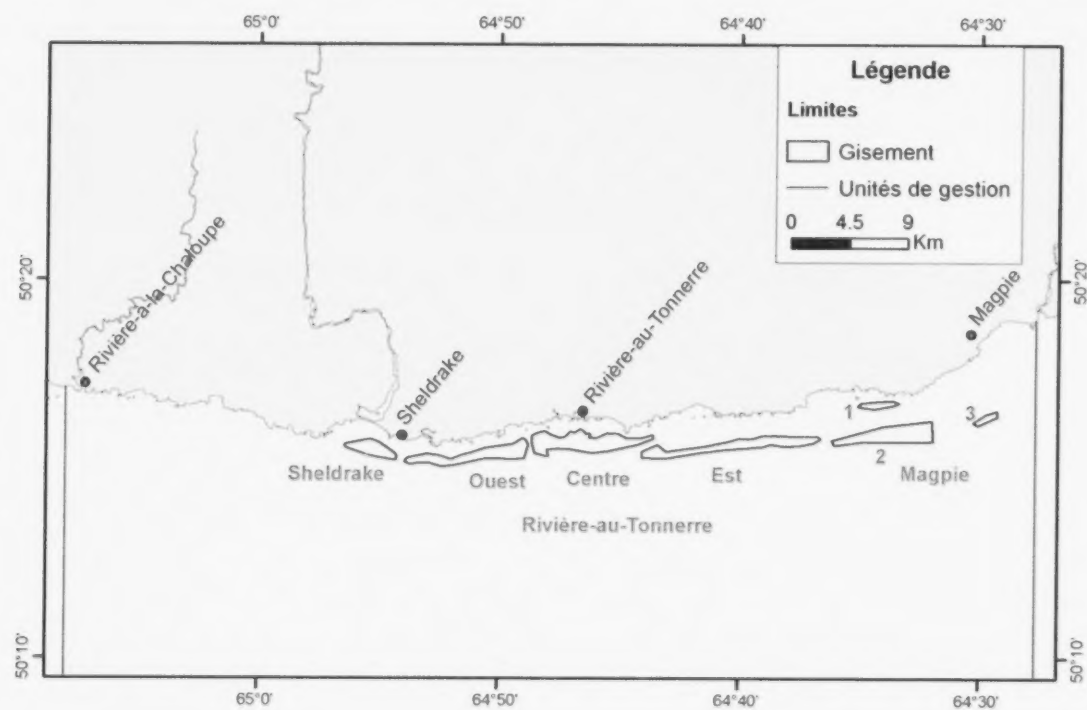 65°0'
64°50'
64°40'
64°30'
Légende
Limites
Gisement
Unités de gestion
0 4.5 9
Km
50°20'
50°20'
Rivière-à-la-Chaloupe
Sheldrake
Rivière-au-Tonnerre
Magpie
1
3
2
Sheldrake
Ouest
Centre
Est
Magpie
Rivière-au-Tonnerre
50°10'
50°10'
65°0'
64°50'
64°40'
64°30'